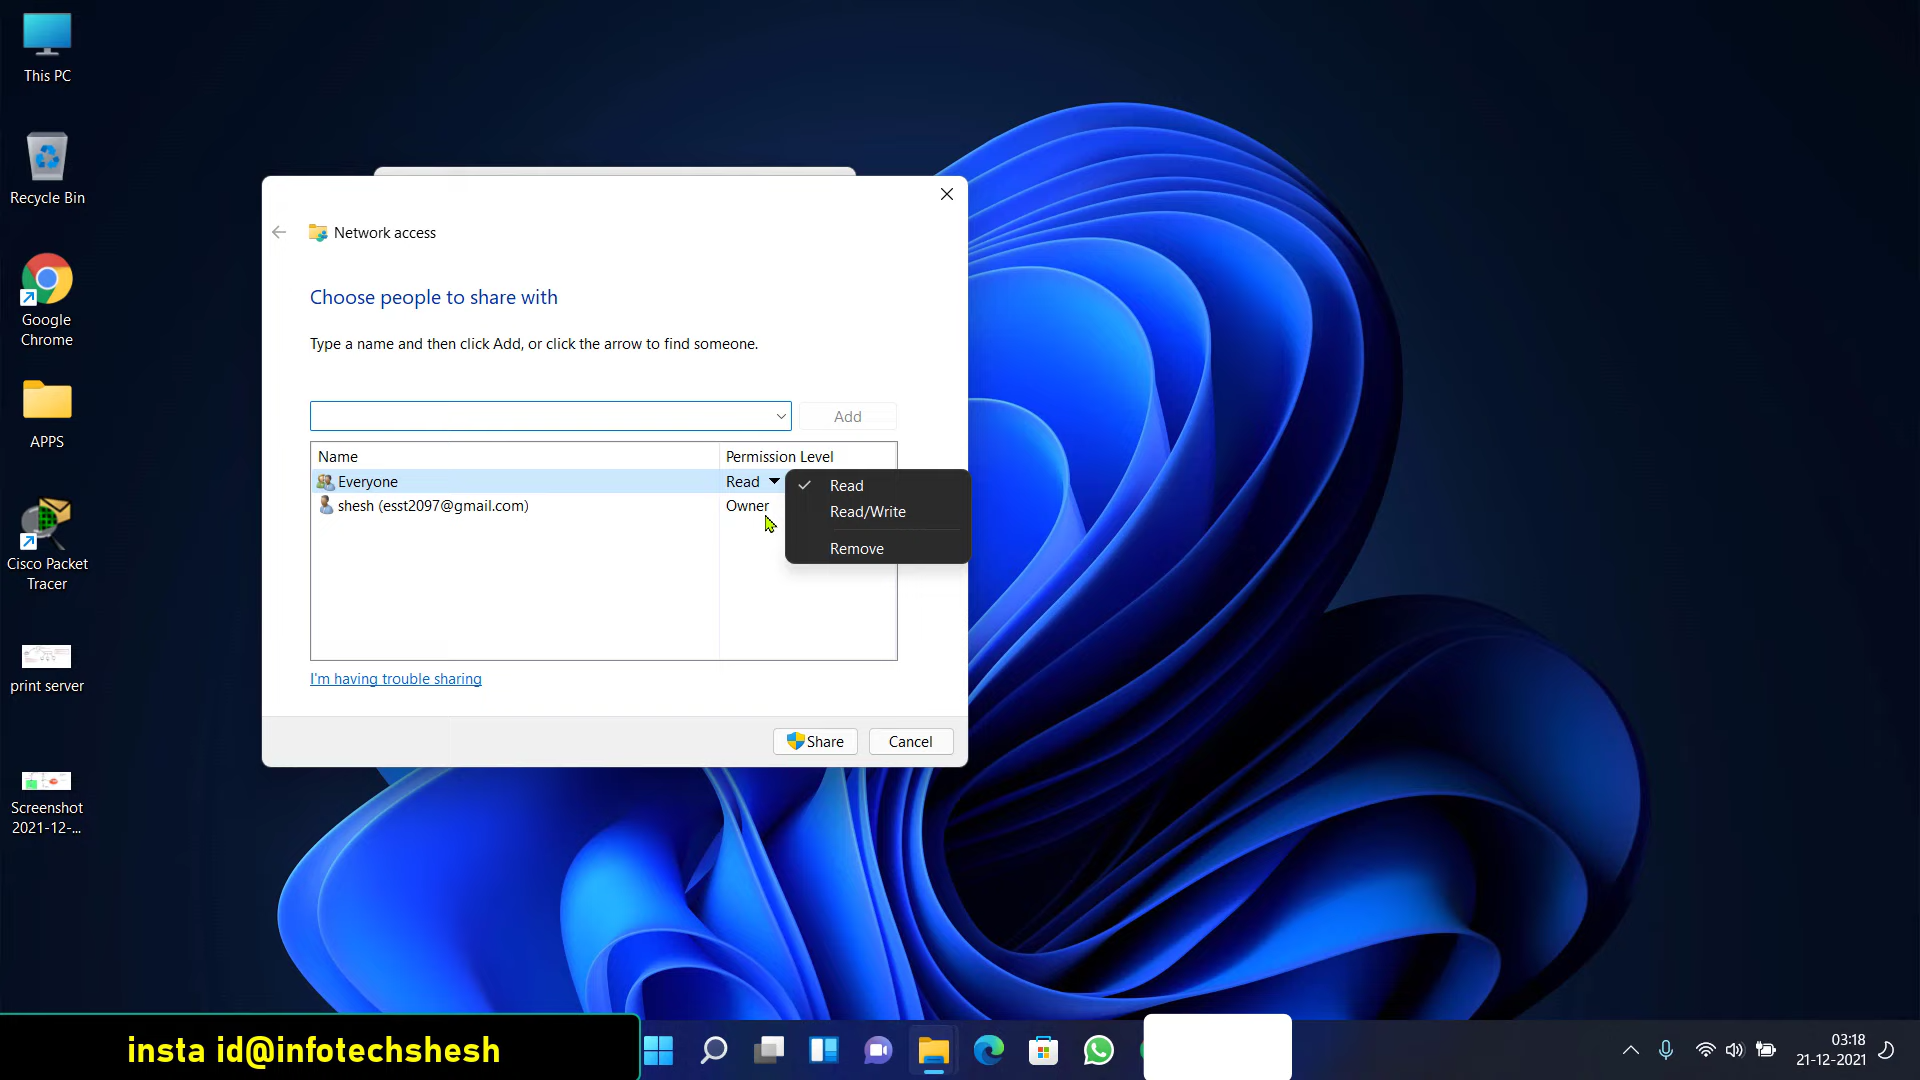 This PC
Recycle Bin
Google
Chrome
APPS
Cisco Packet
Tracer
print server
Screenshot
2021-12-...
Network access
Choose people to share with
Type a name and then click Add, or click the arrow to find someone.
Add
Name
Permission Level
Everyone
Read
shesh (esst2097@gmail.com)
Owner
Read
Read/Write
Remove
I'm having trouble sharing
Share
Cancel
insta id@infotechshesh
03:18
21-12-2021